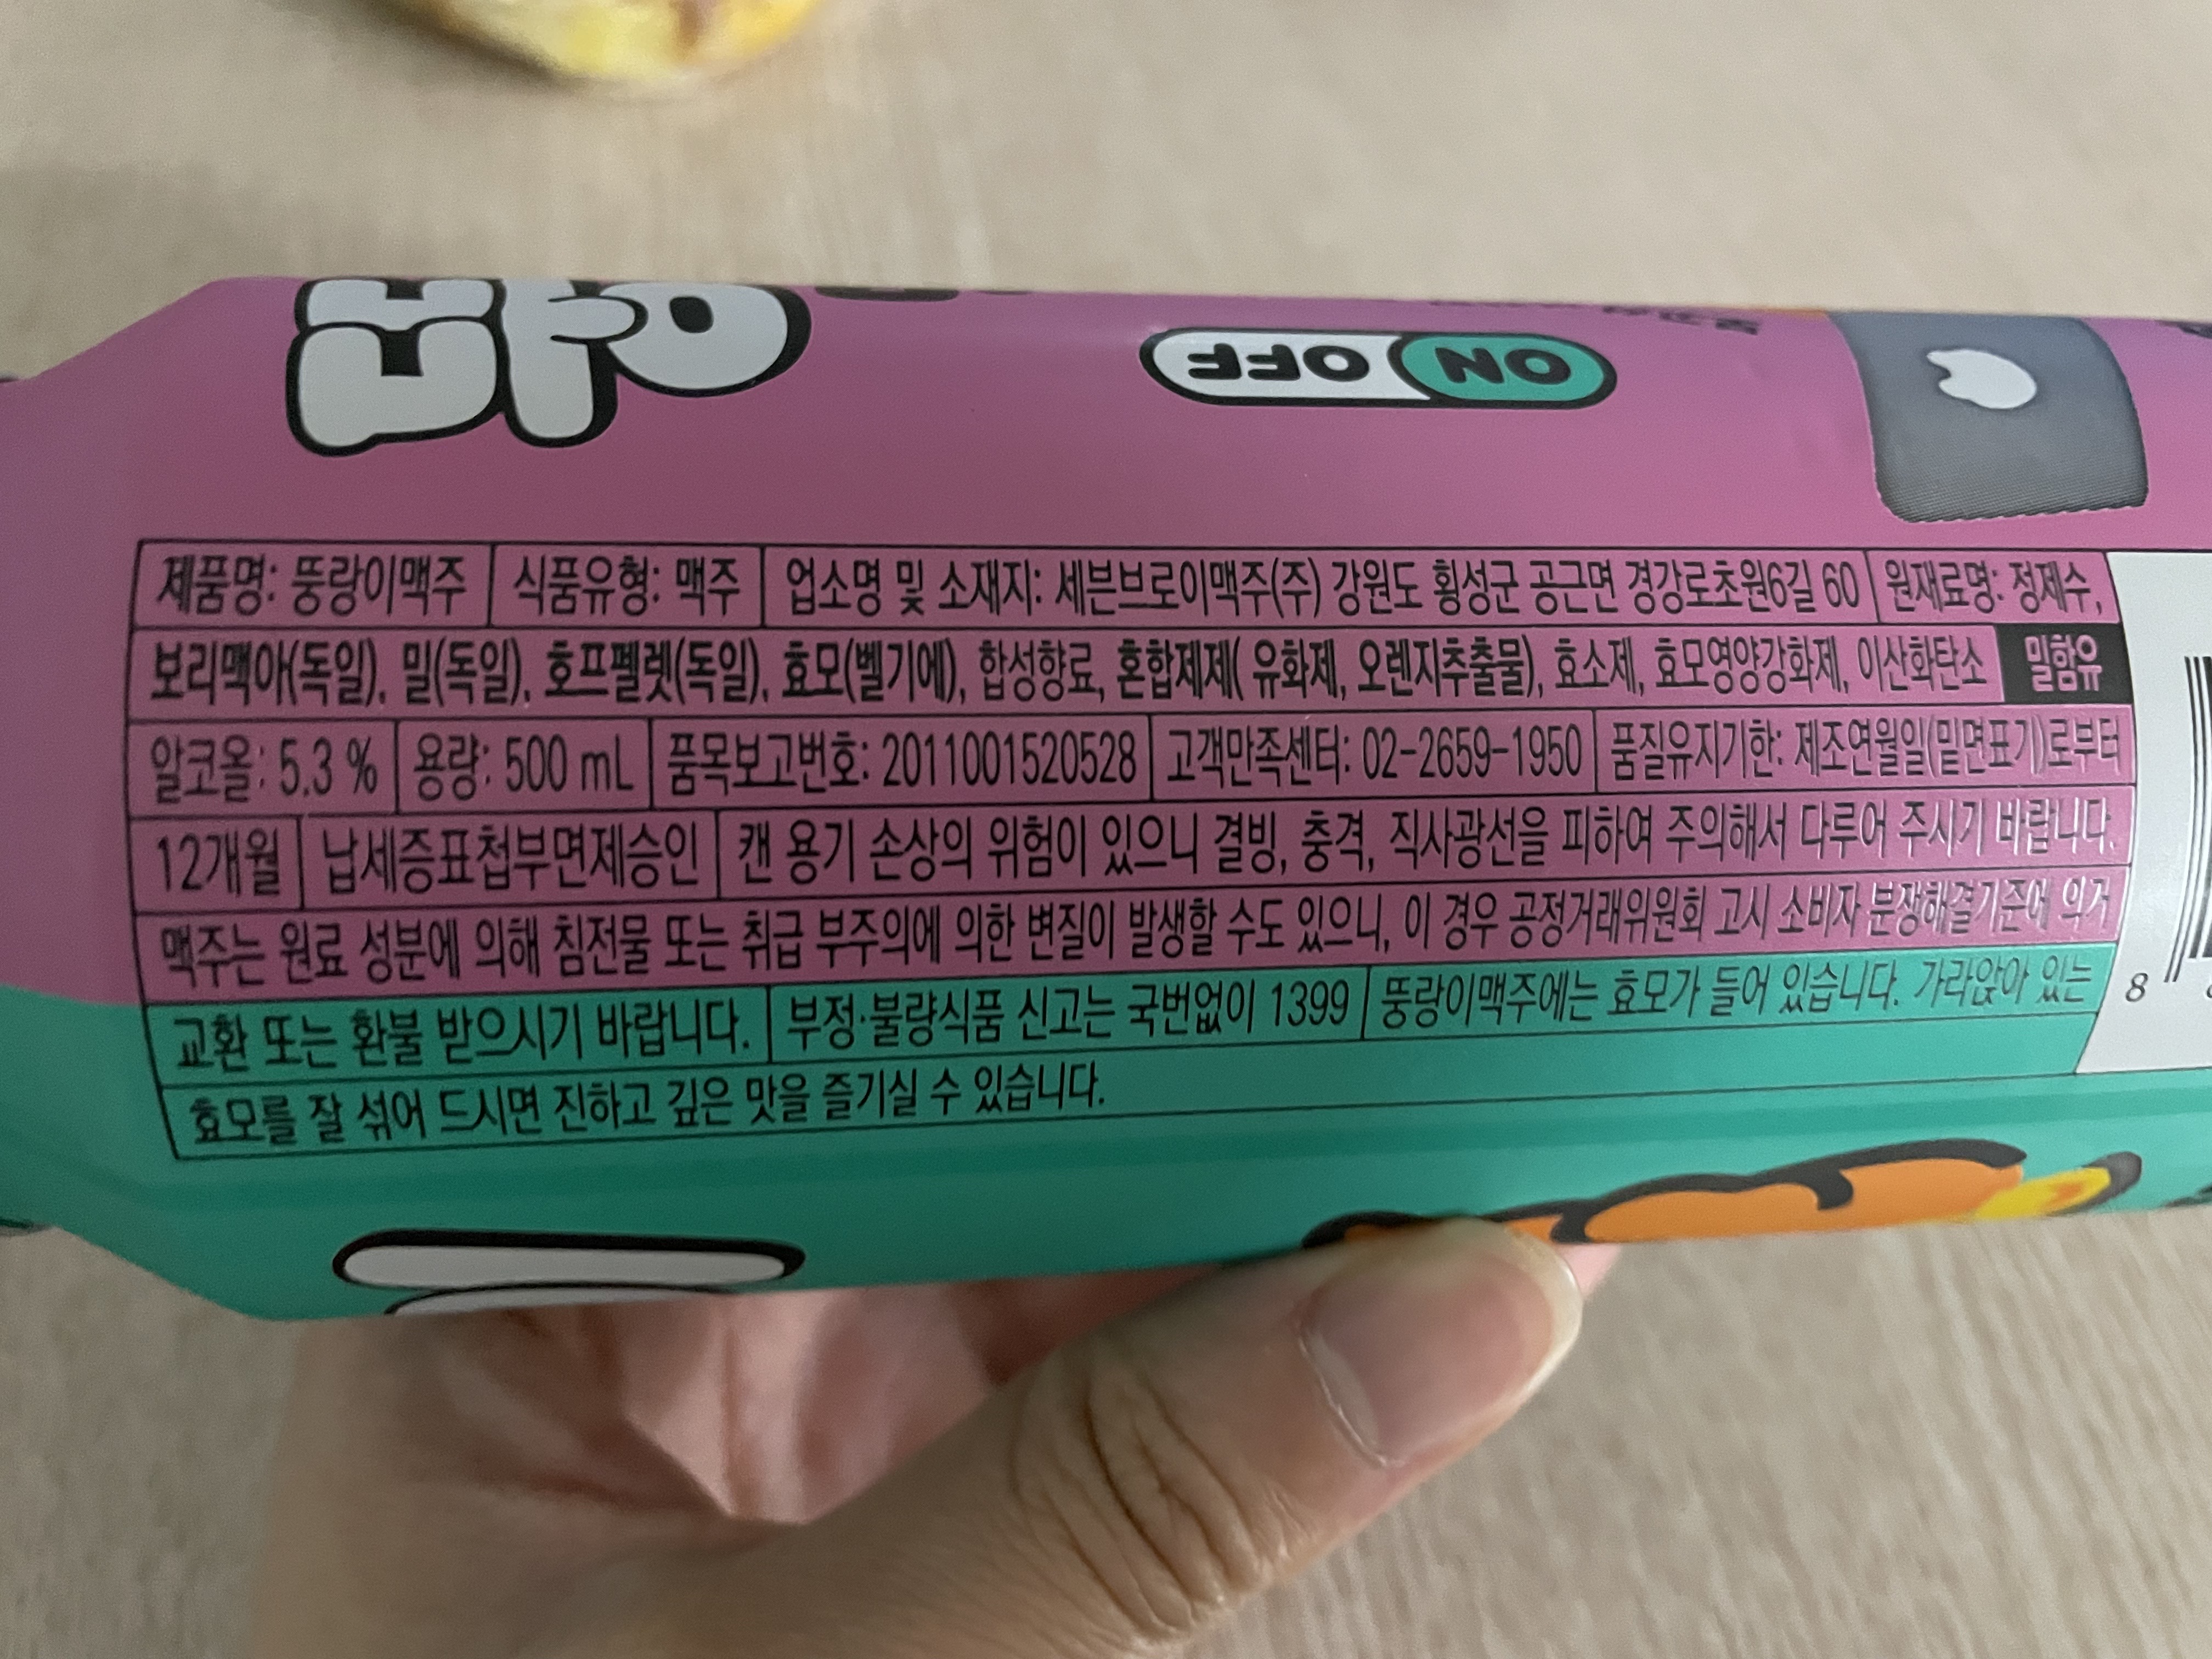 ON OFF
제품명: 뚱랑이맥주 식품유형: 맥주 업소명 및 소재지: 세븐브로이맥주(주) 강원도 횡성군 공근면 경강로초원6길 60 원재료명: 정제수,
보리맥아(독일), 밀(독일), 호프펠렛(독일), 효모(벨기에), 합성향료, 혼합제제( 유화제, 오렌지추출물), 효소제, 효모영양강화제, 이산화탄소 밀함유
알코올: 5.3 % 용량: 500 mL 품목보고번호: 2011001520528 고객만족센터: 02-2659-1950 품질유지기한: 제조연월일(밑면표기)로부터
12개월 납세증표첩부면제승인 캔 용기 손상의 위험이 있으니 결빙, 충격, 직사광선을 피하여 주의해서 다루어 주시기 바랍니다.
맥주는 원료 성분에 의해 침전물 또는 취급 부주의에 의한 변질이 발생할 수도 있으니, 이 경우 공정거래위원회 고시 소비자 분쟁해결기준에 의거
교환 또는 환불 받으시기 바랍니다. 부정·불량식품 신고는 국번없이 1399 뚱랑이맥주에는 효모가 들어 있습니다. 가라앉아 있는
효모를 잘 섞어 드시면 진하고 깊은 맛을 즐기실 수 있습니다.
8